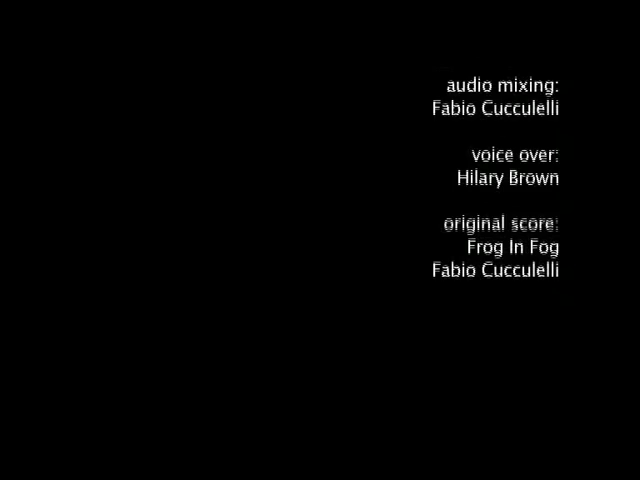 audio mixing:
Fabio Cucculelli
voice over:
Hilary Brown
original score:
Frog In Fog
Fabio Cucculelli